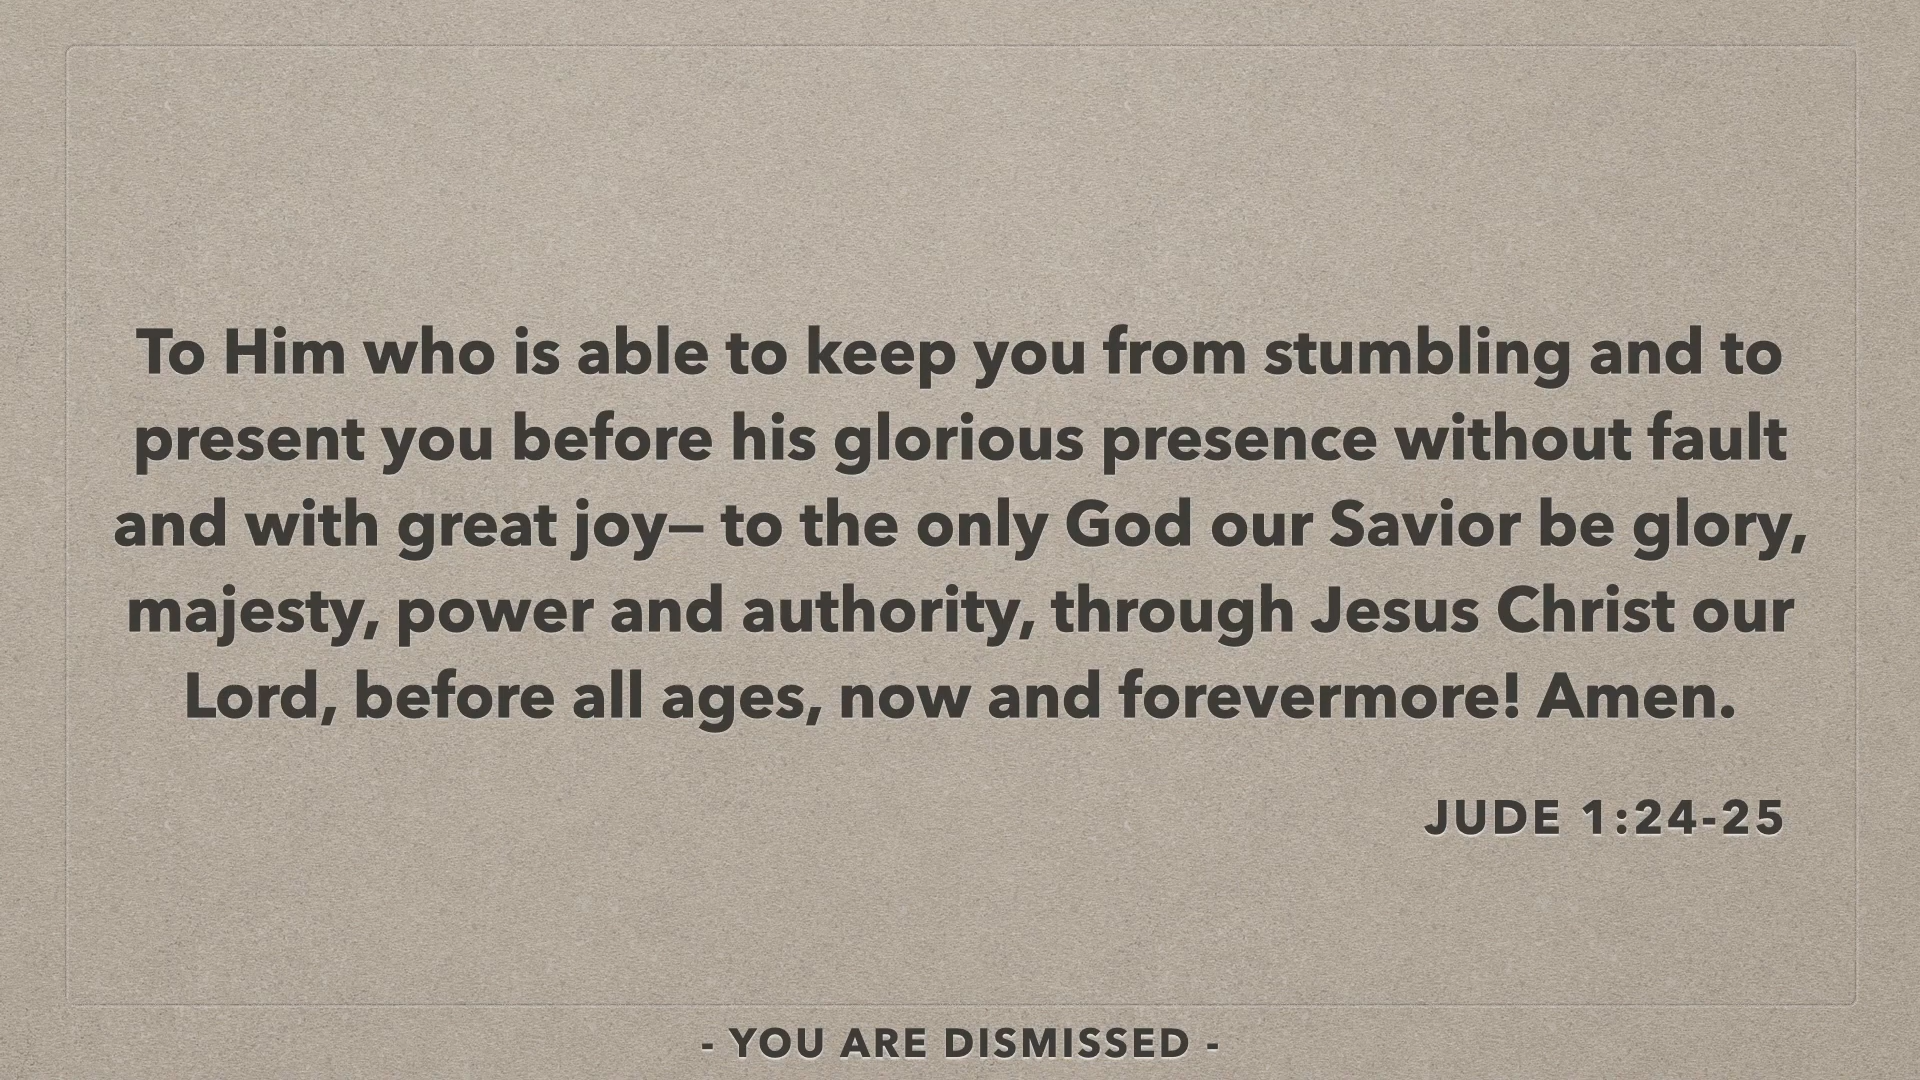 To Him who is able to keep you from stumbling and to
present you before his glorious presence without fault
and with great joy— to the only God our Savior be glory,
majesty, power and authority, through Jesus Christ our
Lord, before all ages, now and forevermore! Amen.
JUDE 1:24-25
- YOU ARE DISMISSED -